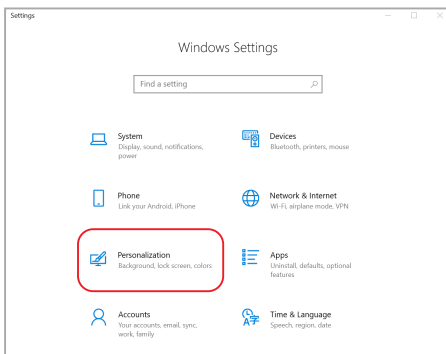 Settings
Windows Settings
Find a setting
System
Display, sound, notifications,
power
Devices
Bluetooth, printers, mouse
Phone
Link your Android, iPhone
Network & Internet
Wi-Fi, airplane mode, VPN
Personalization
Background, lock screen, colors
Apps
Uninstall, defaults, optional
features
Accounts
Your accounts, email, sync,
work, family
Time & Language
Speech, region, date